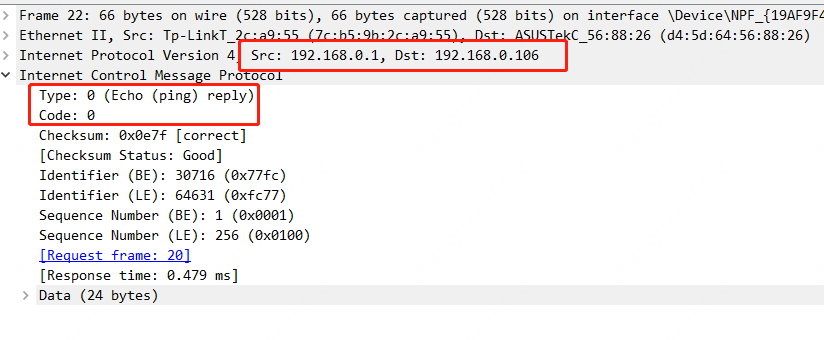 Frame 22: 66 bytes on wire (528 bits), 66 bytes captured (528 bits) on interface \Device\NPF_{19AF9F4
Ethernet II, Src: Tp-LinkT_2c:a9:55 (7c:b5:9b:2c:a9:55), Dst: ASUSTekC_56:88:26 (d4:5d:64:56:88:26)
Internet Protocol Version 4, Src: 192.168.0.1, Dst: 192.168.0.106
Internet Control Message Protocol
Type: 0 (Echo (ping) reply)
Code: 0
Checksum: 0x0e7f [correct]
[Checksum Status: Good]
Identifier (BE): 30716 (0x77fc)
Identifier (LE): 64631 (0xfc77)
Sequence Number (BE): 1 (0x0001)
Sequence Number (LE): 256 (0x0100)
[Request frame: 20]
[Response time: 0.479 ms]
Data (24 bytes)